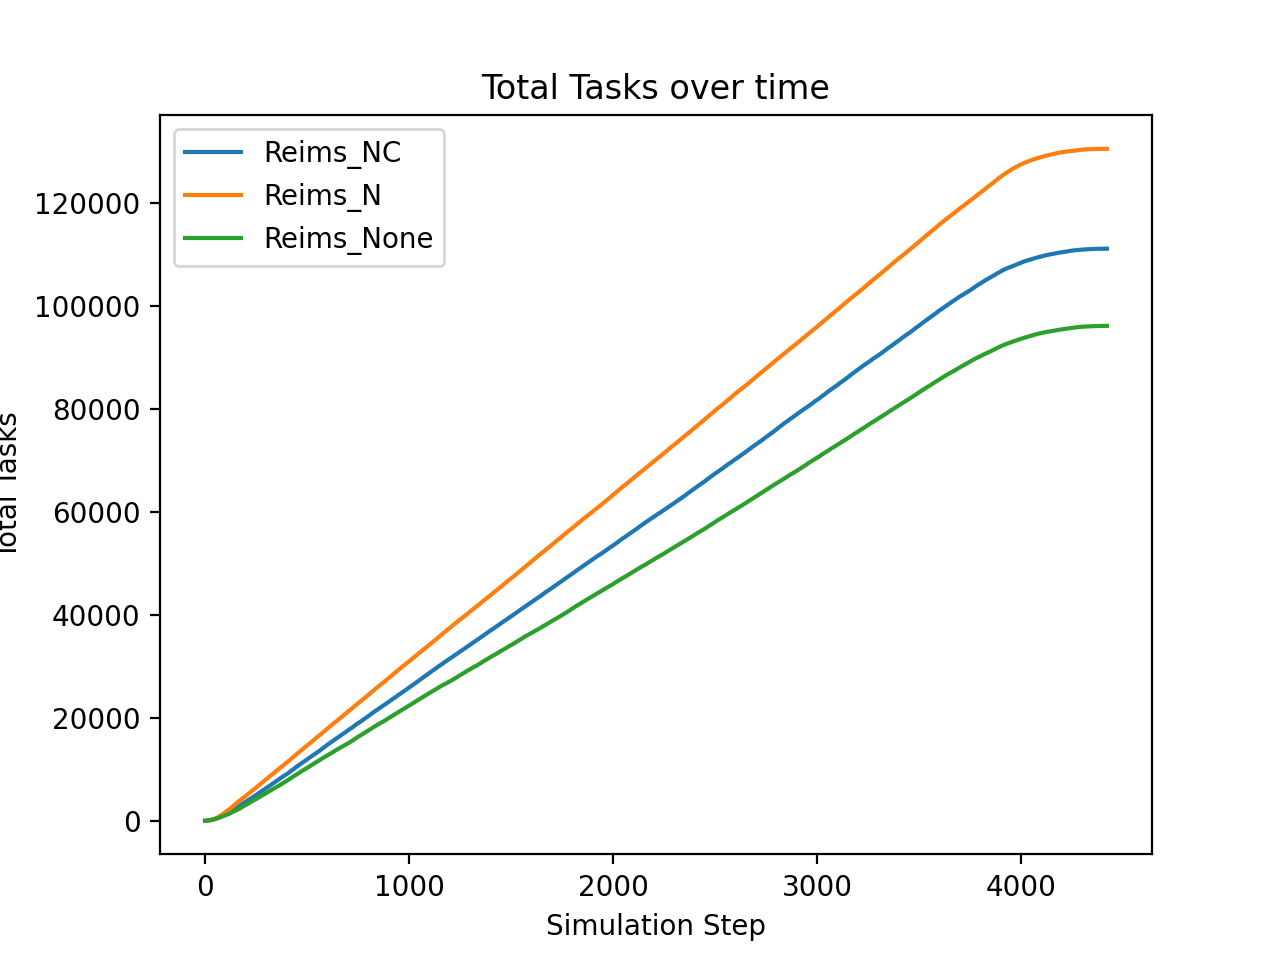 Total Tasks over time
Reims_NC
Reims_N
Reims_None
120000
100000
80000
60000
40000
20000
0
Total Tasks
0 1000 2000 3000 4000
Simulation Step